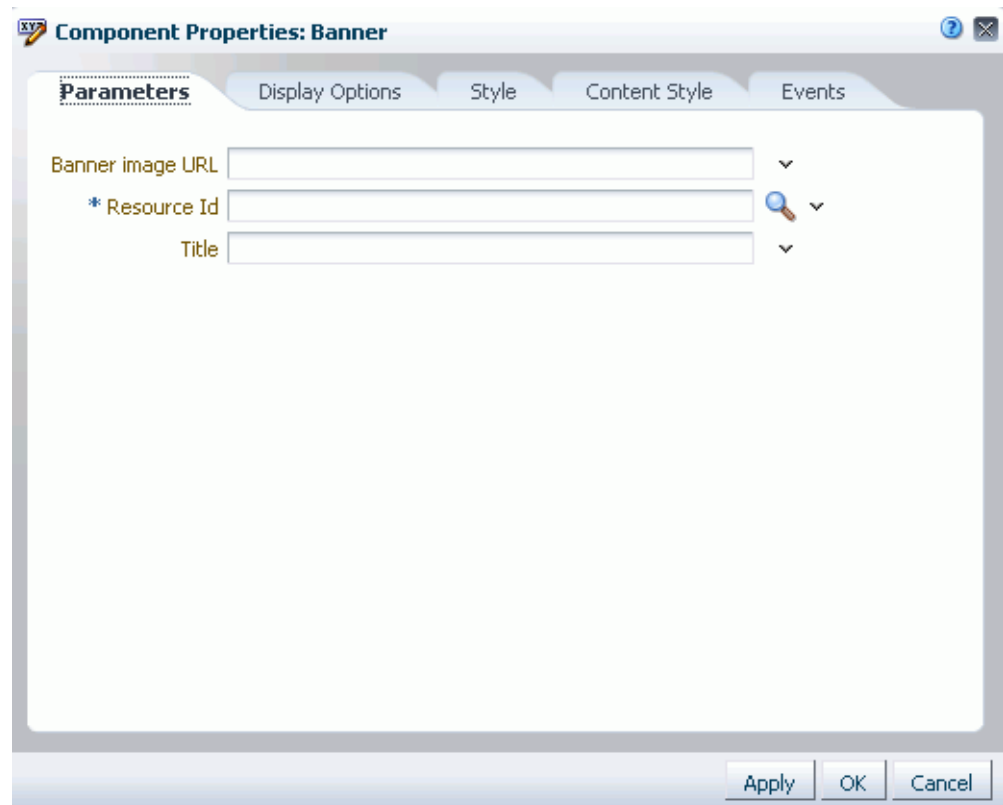 XYZ Component Properties: Banner ?
Parameters Display Options Style Content Style Events
Banner image URL
* Resource Id
Title
Apply OK Cancel